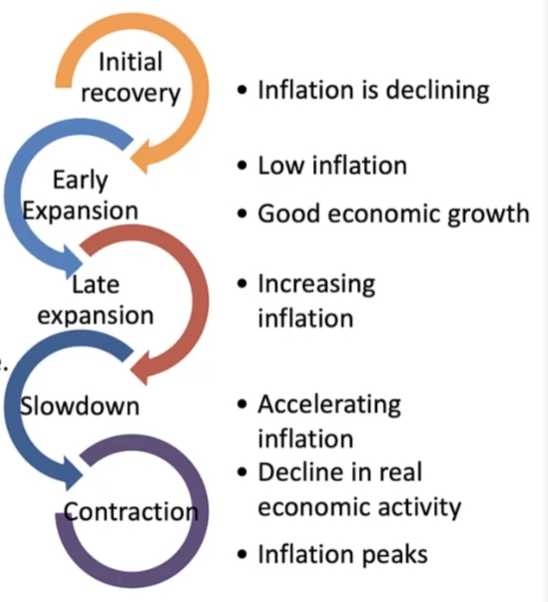 Initial
recovery
• Inflation is declining
Early
Expansion
• Low inflation
• Good economic growth
Late
expansion
• Increasing
inflation
.
Slowdown
• Accelerating
inflation
• Decline in real
economic activity
Contraction
• Inflation peaks